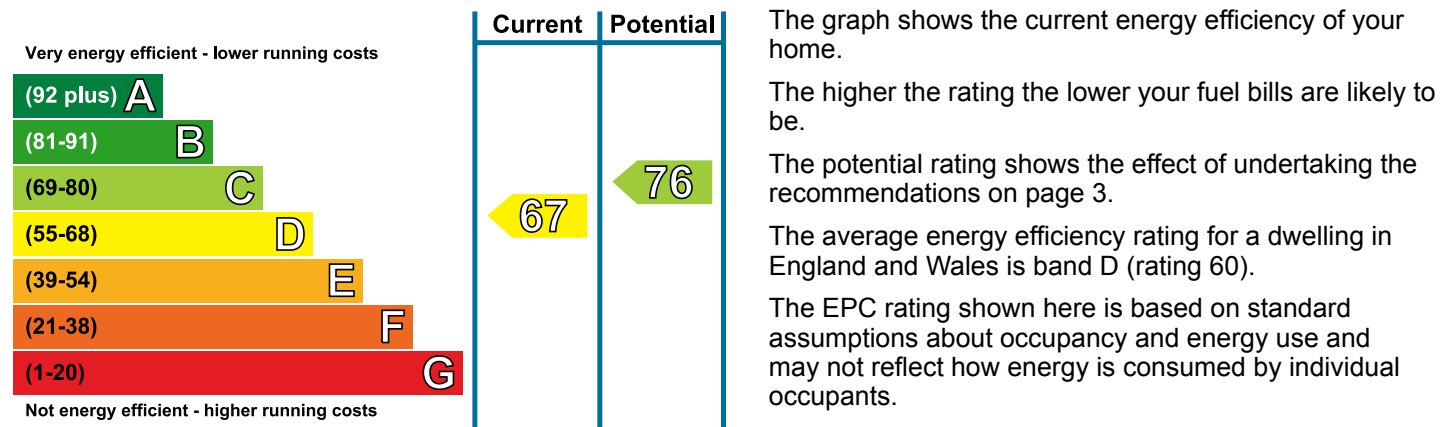 Current Potential
Very energy efficient - lower running costs
(92 plus) A
(81-91) B
(69-80) C
(55-68) D
(39-54) E
(21-38) F
(1-20) G
Not energy efficient - higher running costs
67
76
The graph shows the current energy efficiency of your
home.
The higher the rating the lower your fuel bills are likely to
be.
The potential rating shows the effect of undertaking the
recommendations on page 3.
The average energy efficiency rating for a dwelling in
England and Wales is band D (rating 60).
The EPC rating shown here is based on standard
assumptions about occupancy and energy use and
may not reflect how energy is consumed by individual
occupants.